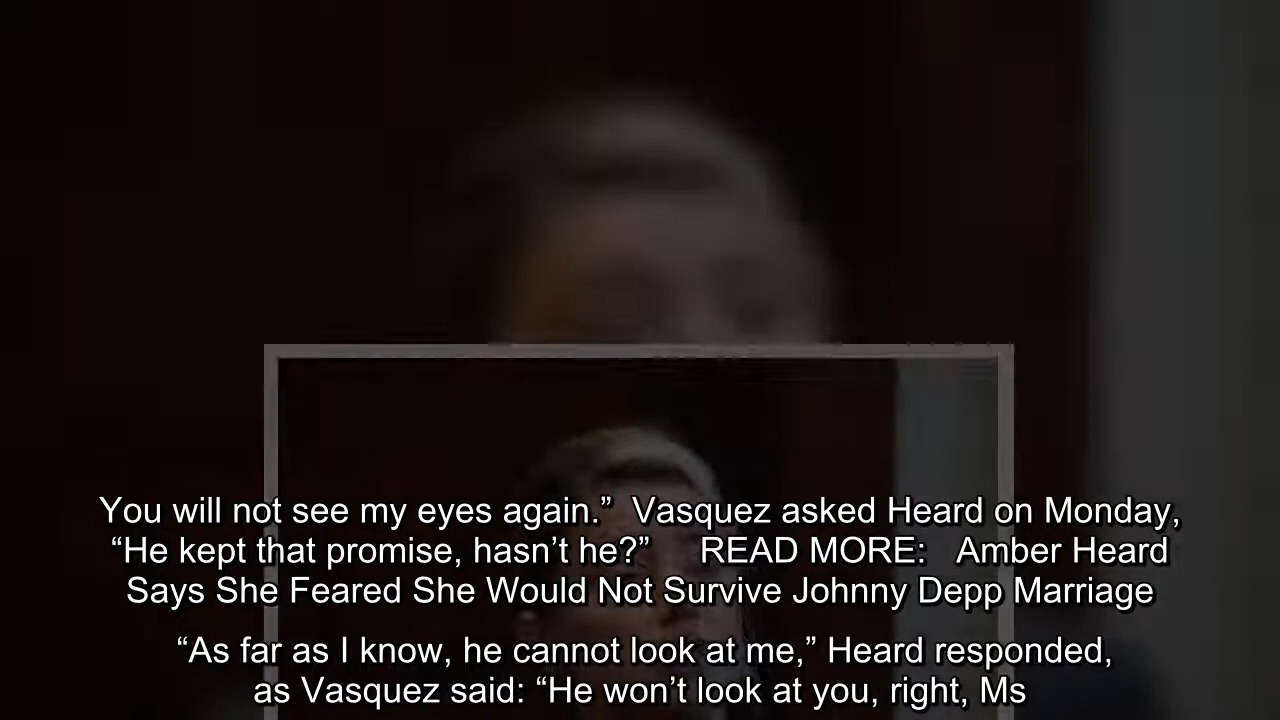 You will not see my eyes again.”  Vasquez asked Heard on Monday,
“He kept that promise, hasn’t he?”     READ MORE:   Amber Heard
Says She Feared She Would Not Survive Johnny Depp Marriage
“As far as I know, he cannot look at me,” Heard responded,
as Vasquez said: “He won’t look at you, right, Ms